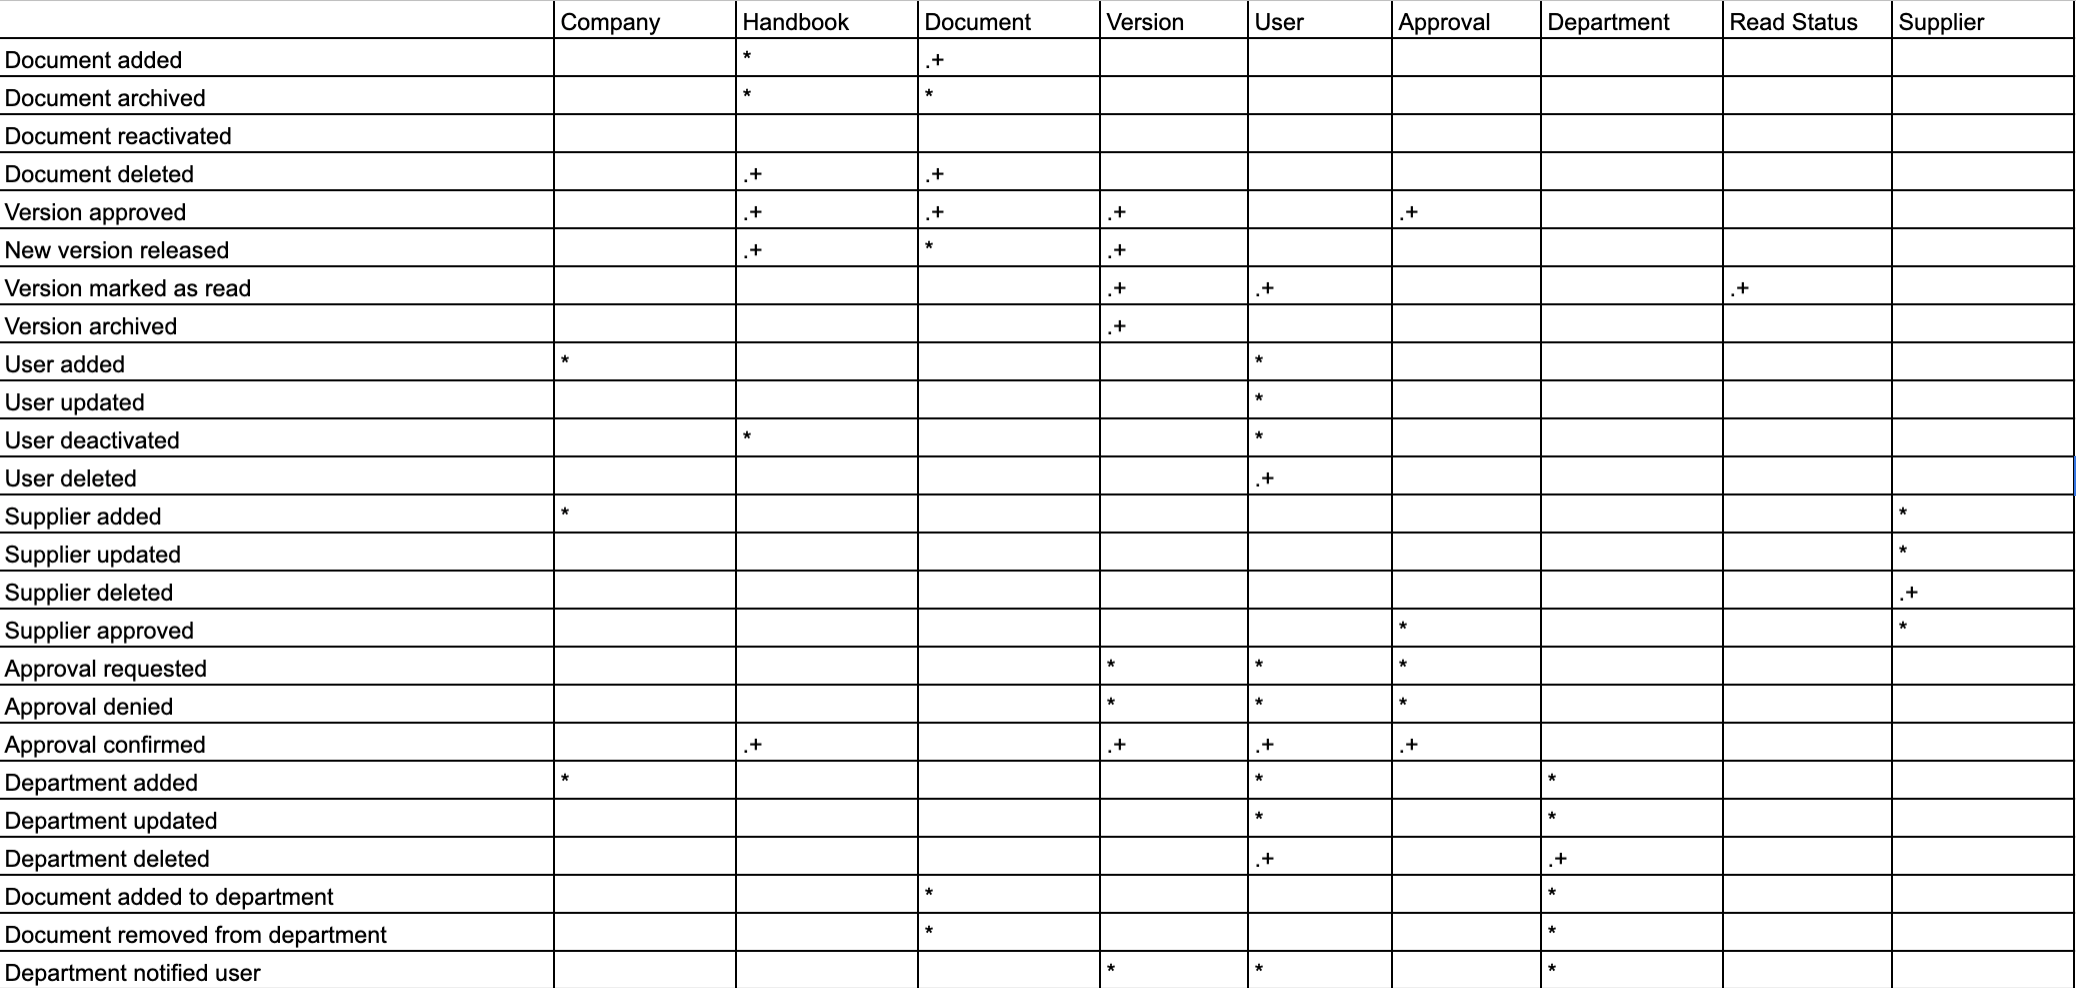 Company Handbook Document Version User Approval Department Read Status Supplier
Document added * .+
Document archived * *
Document reactivated
Document deleted .+ .+
Version approved .+ .+ .+ .+
New version released .+ * .+
Version marked as read .+ .+ .+
Version archived .+
User added * *
User updated *
User deactivated * *
User deleted .+
Supplier added * *
Supplier updated *
Supplier deleted .+
Supplier approved * *
Approval requested * * *
Approval denied * * *
Approval confirmed .+ .+ .+ .+
Department added * * *
Department updated * *
Department deleted .+ .+
Document added to department * *
Document removed from department * *
Department notified user * * *